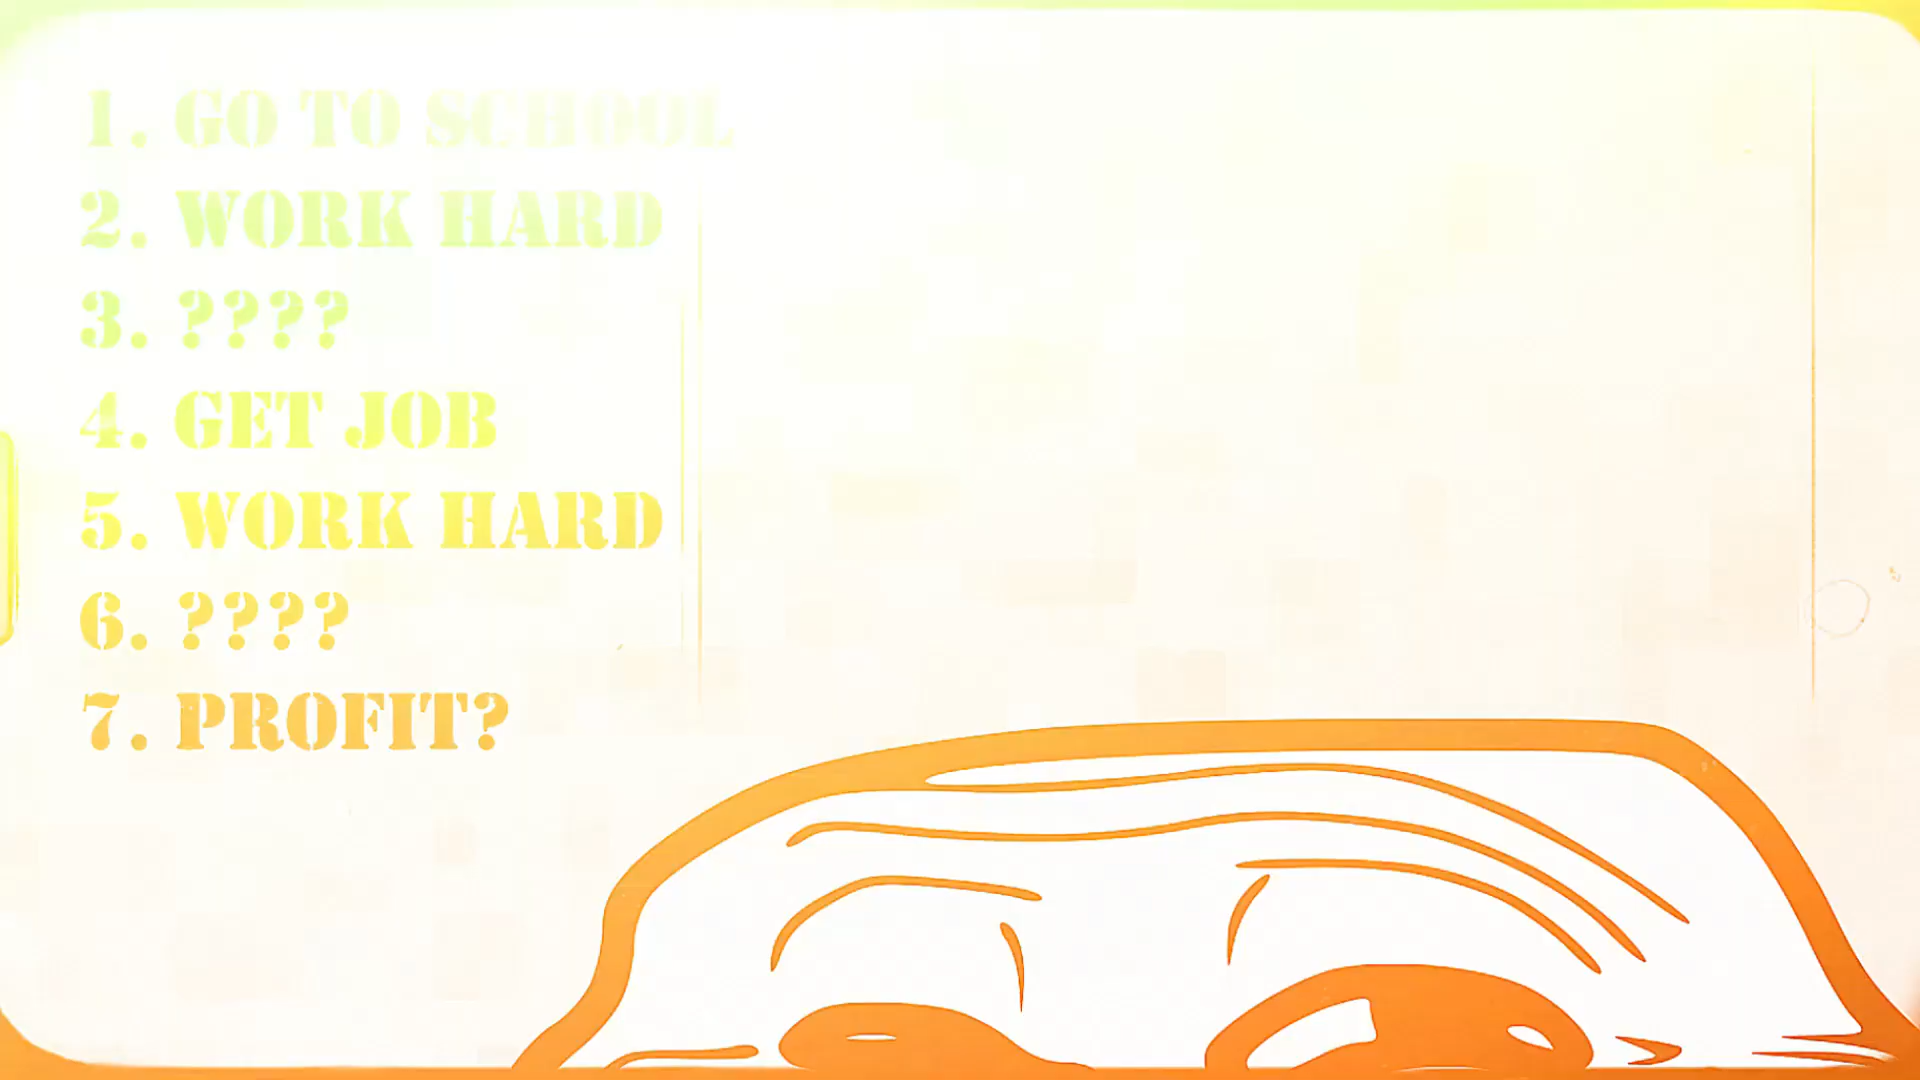 1. GO TO SCHOOL
2. WORK HARD
3. ????
4. GET JOB
5. WORK HARD
6. ????
7. PROFIT?